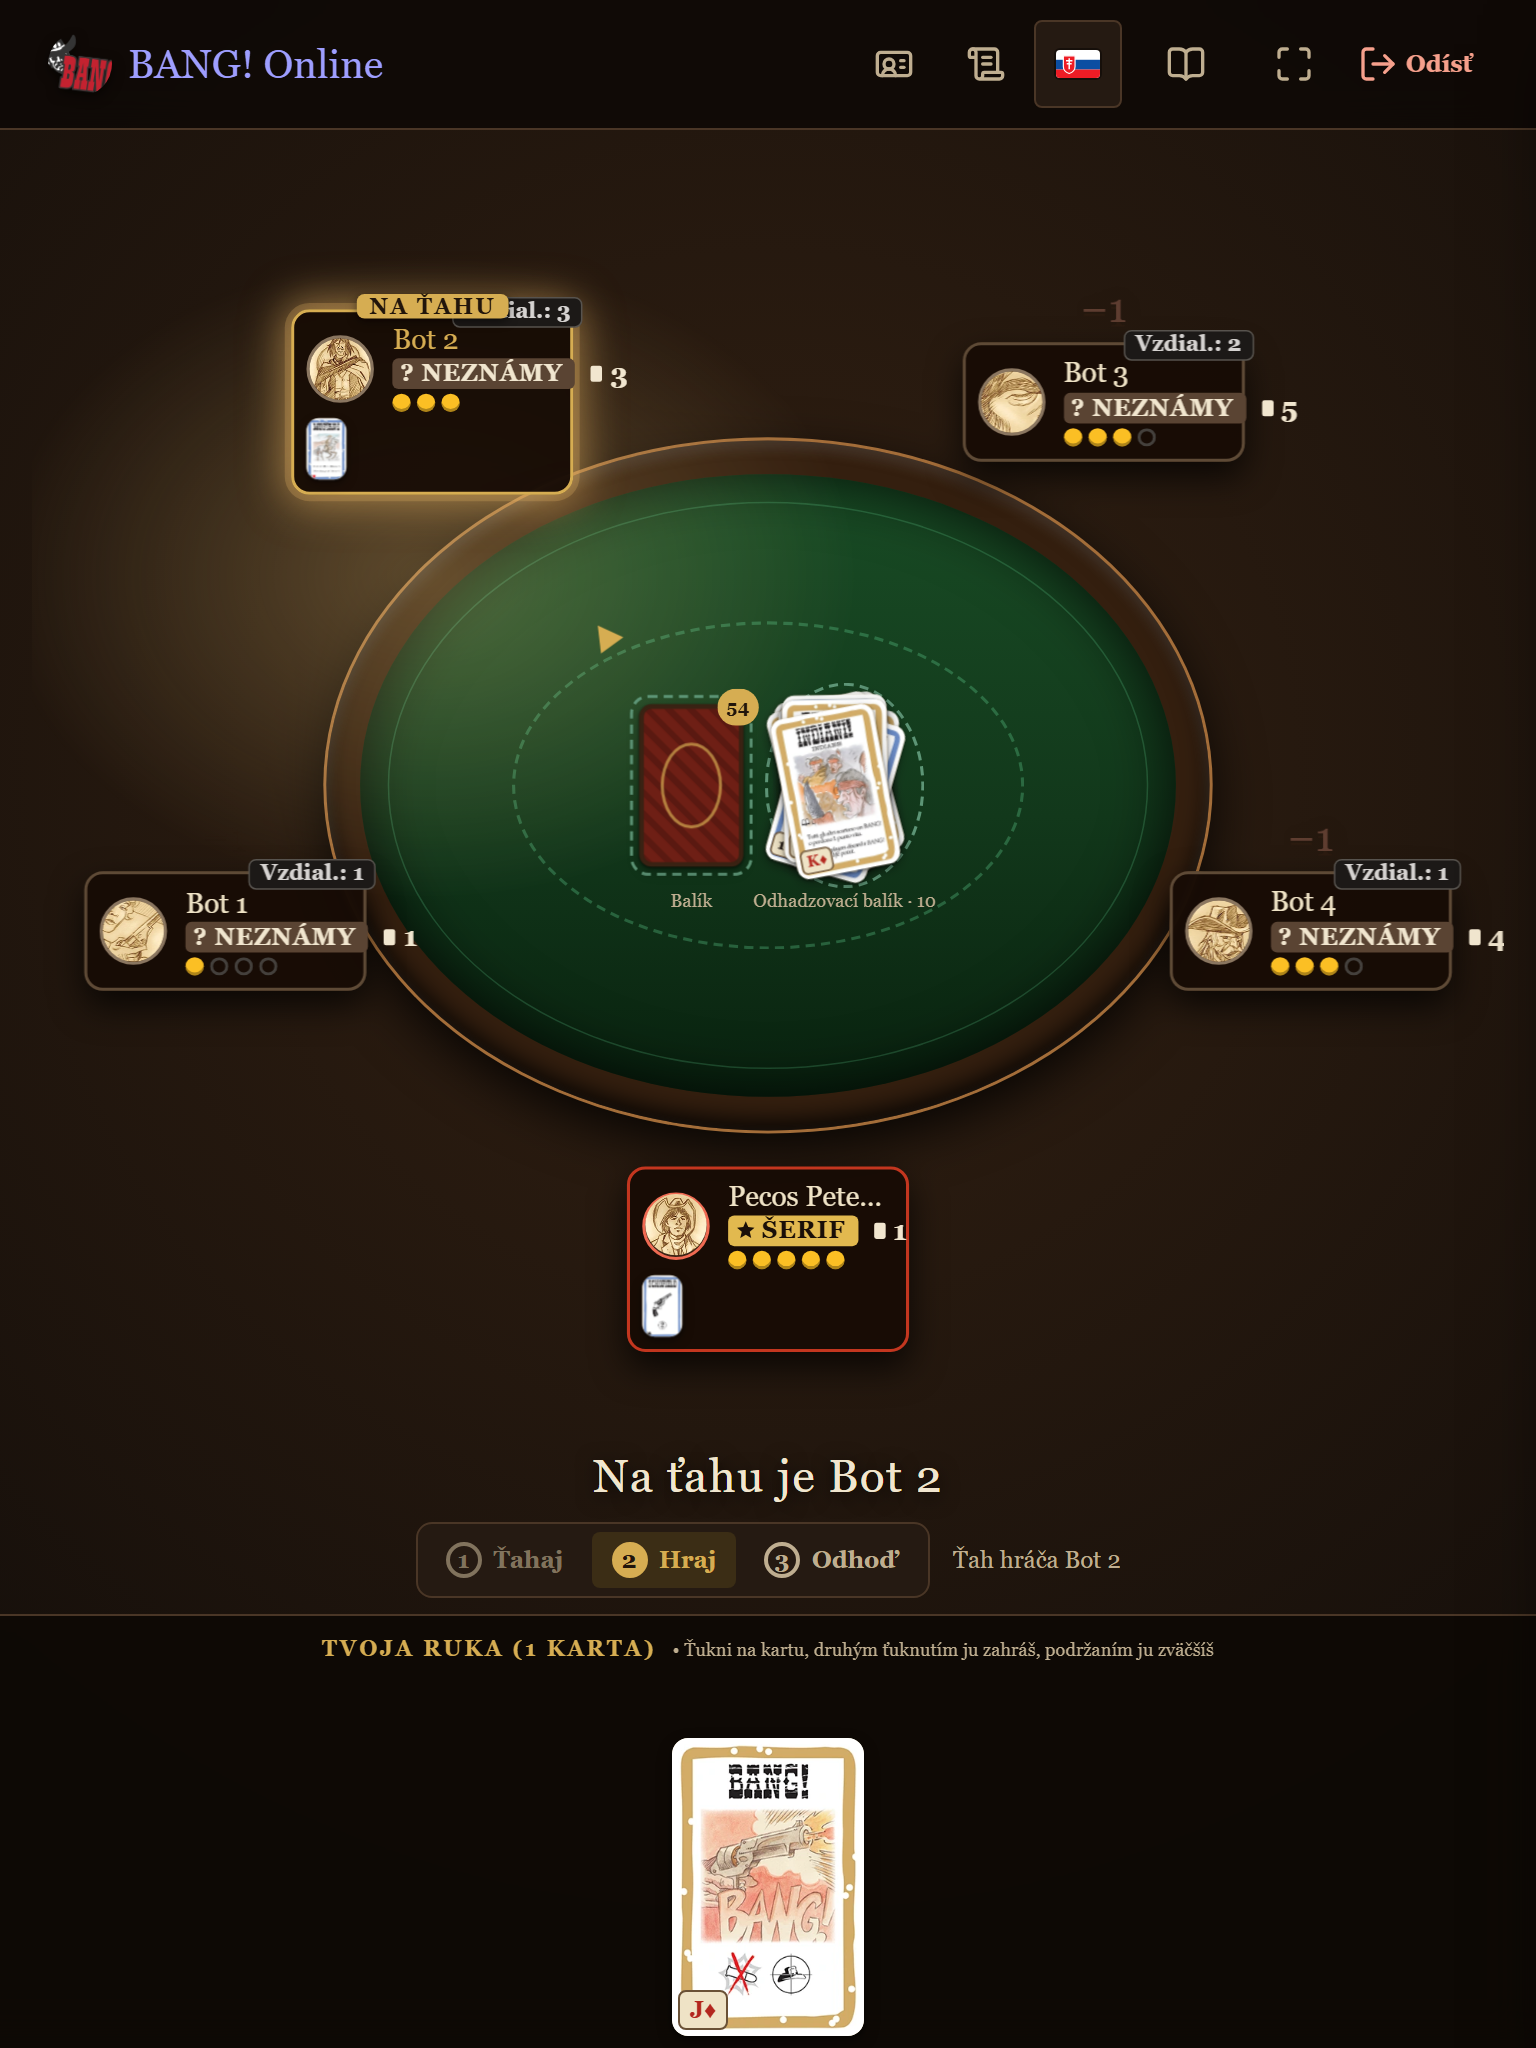 BANG! Online
Odísť
NA ŤAHU
ial.: 3
Bot 2
? NEZNÁMY
3
−1
Vzdial.: 2
Bot 3
? NEZNÁMY
5
54
INDIANI!
K♦
Balík
Odhadzovací balík · 10
Vzdial.: 1
Bot 1
? NEZNÁMY
1
−1
Vzdial.: 1
Bot 4
? NEZNÁMY
4
Pecos Pete...
★ ŠERIF
1
Na ťahu je Bot 2
1 Ťahaj
2 Hraj
3 Odhoď
Ťah hráča Bot 2
TVOJA RUKA (1 KARTA) • Ťukni na kartu, druhým ťuknutím ju zahráš, podržaním ju zväčšíš
BANG!
BANG!
J♦